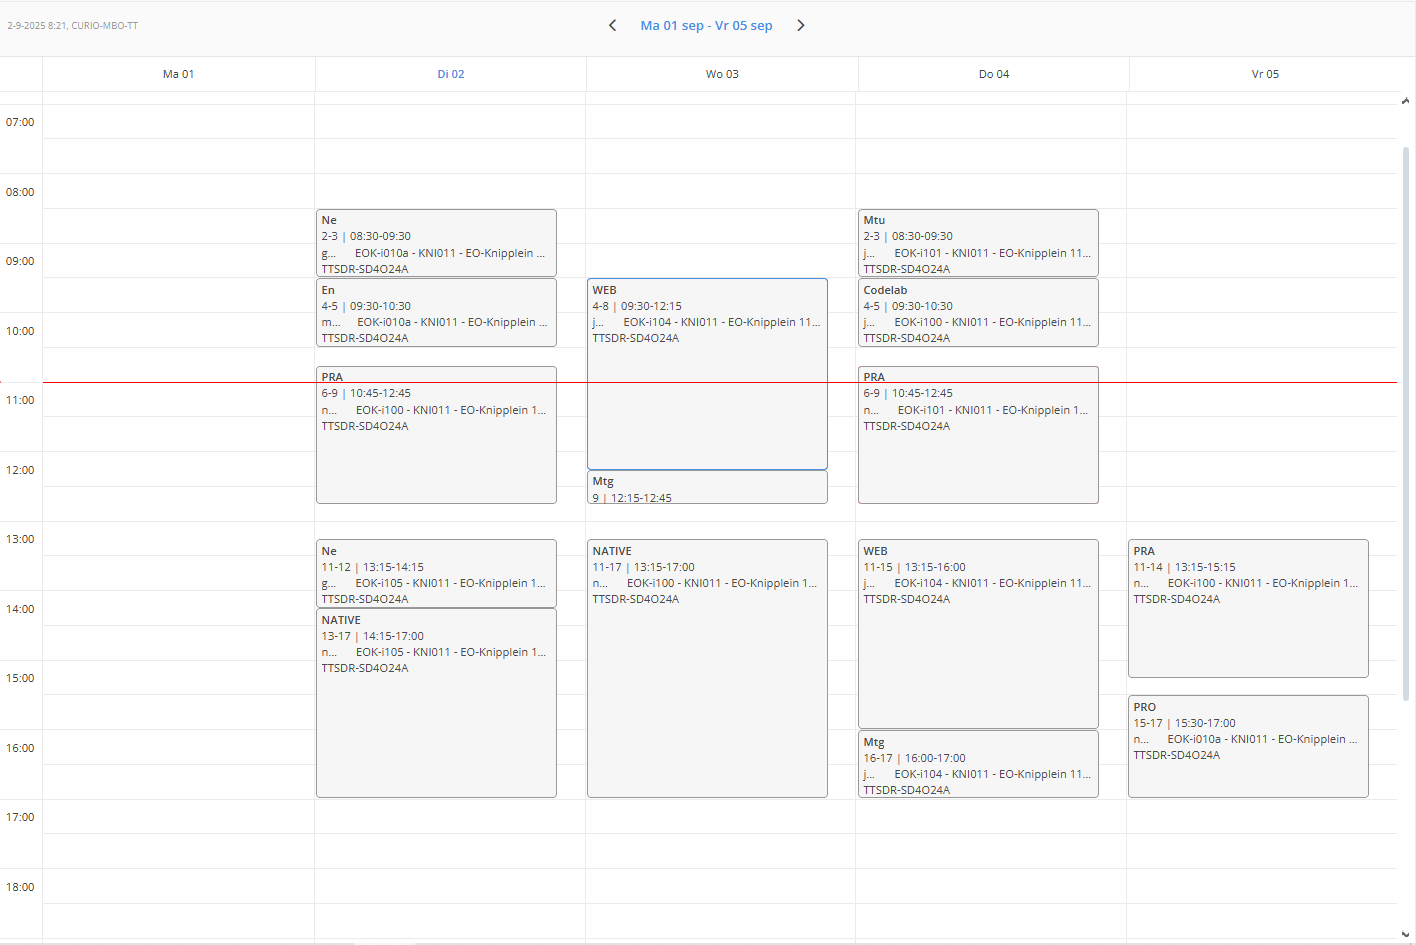 2-9-2025 8:21, CURIO-MBO-TT
Ma 01 sep - Vr 05 sep
Ma 01
Di 02
Wo 03
Do 04
Vr 05
07:00
08:00
09:00
10:00
11:00
12:00
13:00
14:00
15:00
16:00
17:00
18:00
Ne
2-3 | 08:30-09:30
g... EOK-i010a - KNI011 - EO-Knipplein ...
TTSDR-SD4O24A
En
4-5 | 09:30-10:30
m... EOK-i010a - KNI011 - EO-Knipplein ...
TTSDR-SD4O24A
PRA
6-9 | 10:45-12:45
n... EOK-i100 - KNI011 - EO-Knipplein 1...
TTSDR-SD4O24A
Ne
11-12 | 13:15-14:15
g... EOK-i105 - KNI011 - EO-Knipplein 1...
TTSDR-SD4O24A
NATIVE
13-17 | 14:15-17:00
n... EOK-i105 - KNI011 - EO-Knipplein 1...
TTSDR-SD4O24A
WEB
4-8 | 09:30-12:15
j... EOK-i104 - KNI011 - EO-Knipplein 11...
TTSDR-SD4O24A
Mtg
9 | 12:15-12:45
NATIVE
11-17 | 13:15-17:00
n... EOK-i100 - KNI011 - EO-Knipplein 1...
TTSDR-SD4O24A
Mtu
2-3 | 08:30-09:30
j... EOK-i101 - KNI011 - EO-Knipplein 11...
TTSDR-SD4O24A
Codelab
4-5 | 09:30-10:30
j... EOK-i100 - KNI011 - EO-Knipplein 11...
TTSDR-SD4O24A
PRA
6-9 | 10:45-12:45
n... EOK-i101 - KNI011 - EO-Knipplein 1...
TTSDR-SD4O24A
WEB
11-15 | 13:15-16:00
j... EOK-i104 - KNI011 - EO-Knipplein 11...
TTSDR-SD4O24A
Mtg
16-17 | 16:00-17:00
j... EOK-i104 - KNI011 - EO-Knipplein 11...
TTSDR-SD4O24A
PRA
11-14 | 13:15-15:15
n... EOK-i100 - KNI011 - EO-Knipplein 1...
TTSDR-SD4O24A
PRO
15-17 | 15:30-17:00
n... EOK-i010a - KNI011 - EO-Knipplein ...
TTSDR-SD4O24A